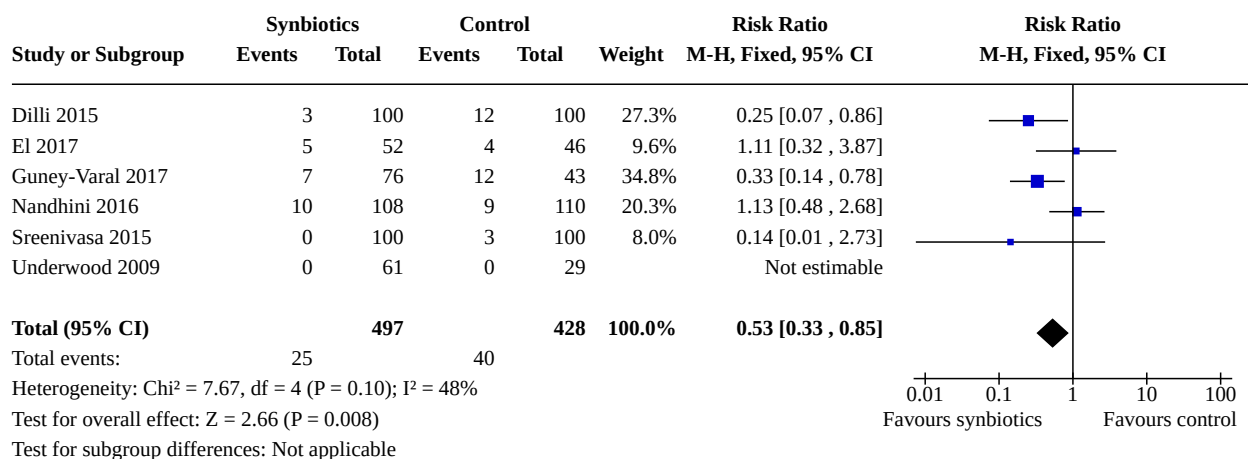 Synbiotics Control Risk Ratio Risk Ratio
Study or Subgroup Events Total Events Total Weight M-H, Fixed, 95% CI M-H, Fixed, 95% CI
Dilli 2015 3 100 12 100 27.3% 0.25 [0.07 , 0.86]
El 2017 5 52 4 46 9.6% 1.11 [0.32 , 3.87]
Guney-Varal 2017 7 76 12 43 34.8% 0.33 [0.14 , 0.78]
Nandhini 2016 10 108 9 110 20.3% 1.13 [0.48 , 2.68]
Sreenivasa 2015 0 100 3 100 8.0% 0.14 [0.01 , 2.73]
Underwood 2009 0 61 0 29 Not estimable
Total (95% CI) 497 428 100.0% 0.53 [0.33 , 0.85]
Total events: 25 40
Heterogeneity: Chi² = 7.67, df = 4 (P = 0.10); I² = 48%
0.01 0.1 1 10 100
Test for overall effect: Z = 2.66 (P = 0.008)
Favours synbiotics Favours control
Test for subgroup differences: Not applicable